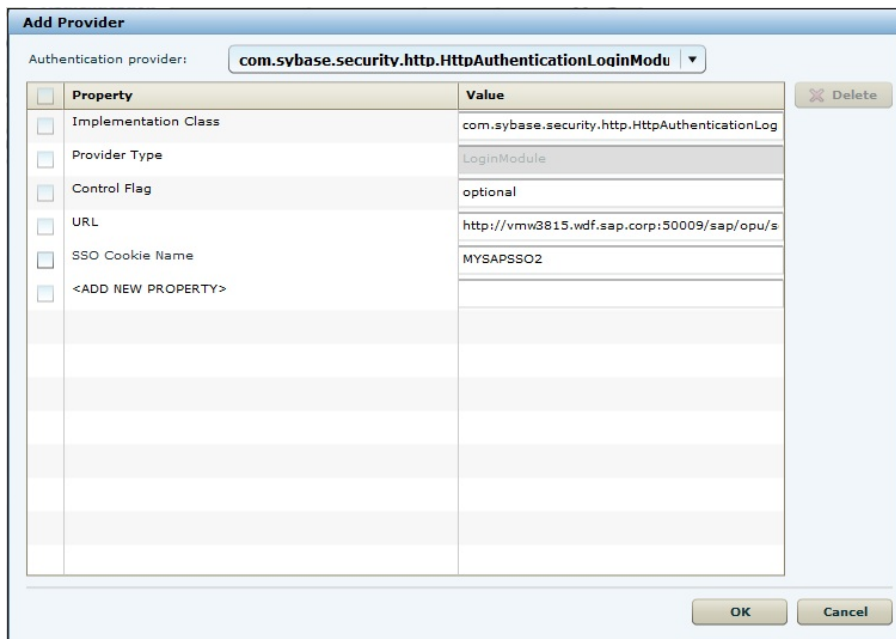 Add Provider
Authentication provider: com.sybase.security.http.HttpAuthenticationLoginModu
Property Value Delete
Implementation Class com.sybase.security.http.HttpAuthenticationLog
Provider Type LoginModule
Control Flag optional
URL http://vmw3815.wdf.sap.corp:50009/sap/opu/s
SSO Cookie Name MYSAPSSO2
<ADD NEW PROPERTY>
OK Cancel